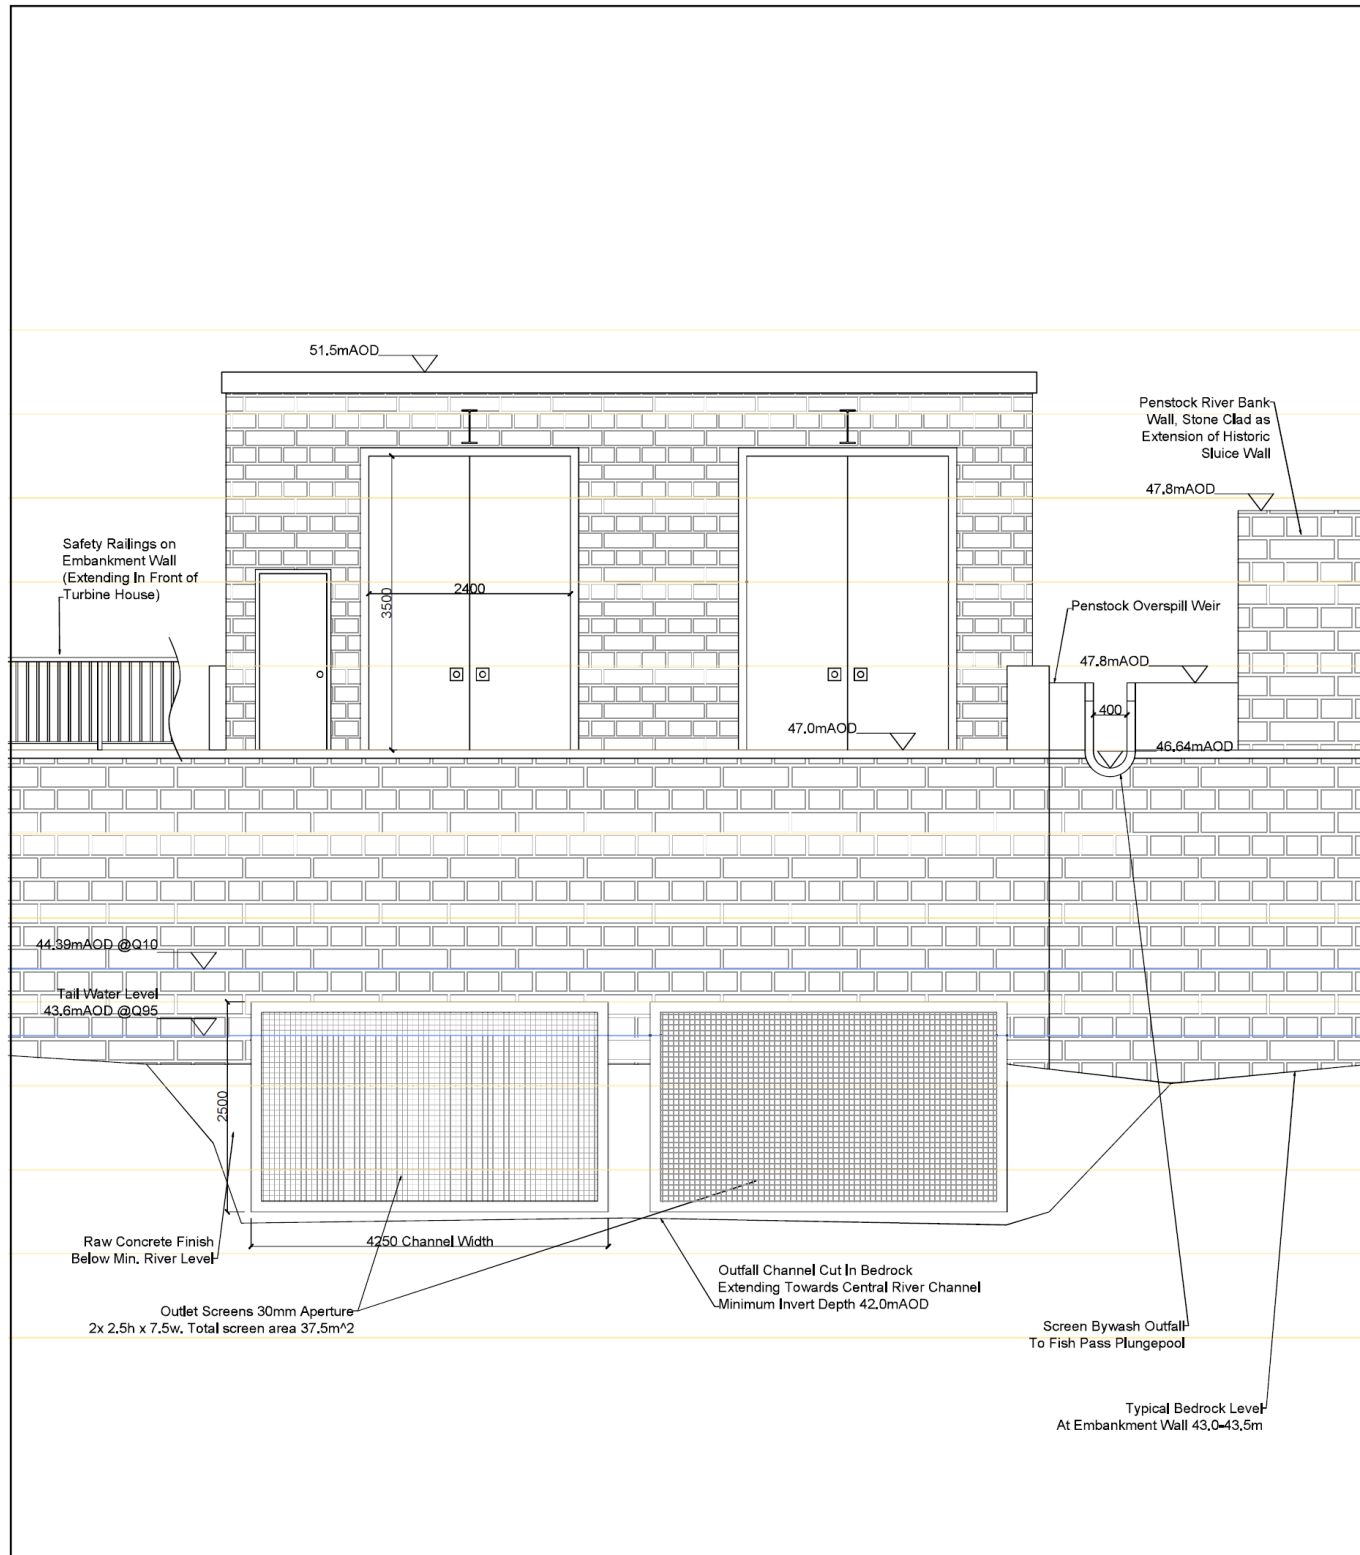 51.5mAOD
Penstock River Bank
Wall, Stone Clad as
Extension of Historic
Sluice Wall
47.8mAOD
Safety Railings on
Embankment Wall
(Extending In Front of
Turbine House)
3500
2400
Penstock Overspill Weir
47.8mAOD
400
47.0mAOD
46.64mAOD
44.39mAOD @Q10
Tail Water Level
43.6mAOD @Q95
2500
Raw Concrete Finish
Below Min. River Level
4250 Channel Width
Outfall Channel Cut In Bedrock
Extending Towards Central River Channel
Minimum Invert Depth 42.0mAOD
Outlet Screens 30mm Aperture
2x 2.5h x 7.5w. Total screen area 37.5m^2
Screen Bywash Outfall
To Fish Pass Plungepool
Typical Bedrock Level
At Embankment Wall 43.0-43.5m